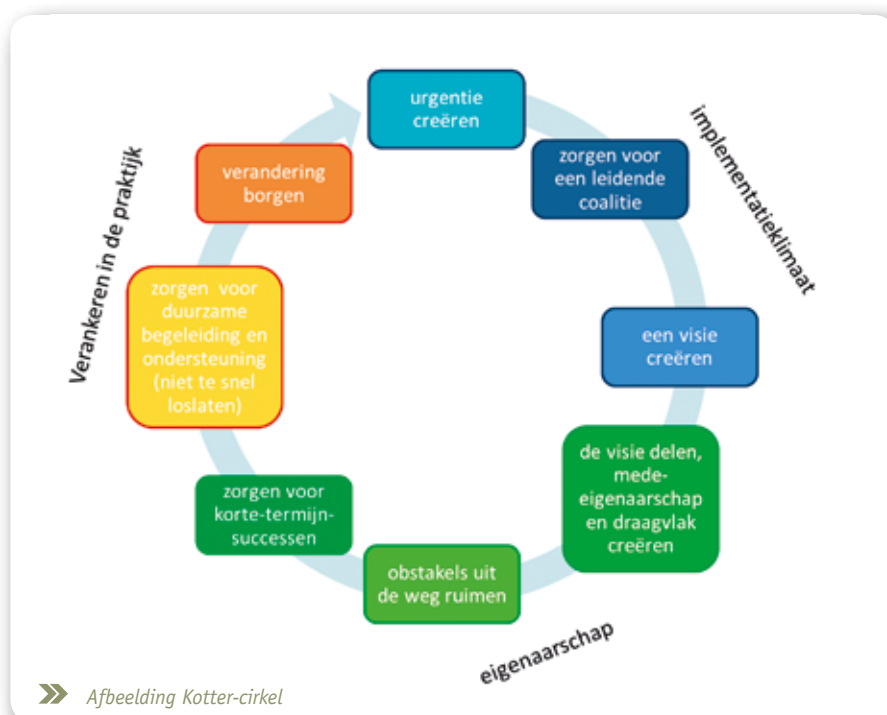 urgentie
creëren
zorgen voor
een leidende
coalitie
implementatieklimaat
een visie
creëren
de visie delen,
mede-
eigenaarschap
en draagvlak
creëren
eigenaarschap
obstakels uit
de weg ruimen
zorgen voor
korte-termijn-
successen
zorgen voor
duurzame
begeleiding en
ondersteuning
(niet te snel
loslaten)
Verankeren in de praktijk
verandering
borgen
Afbeelding Kotter-cirkel